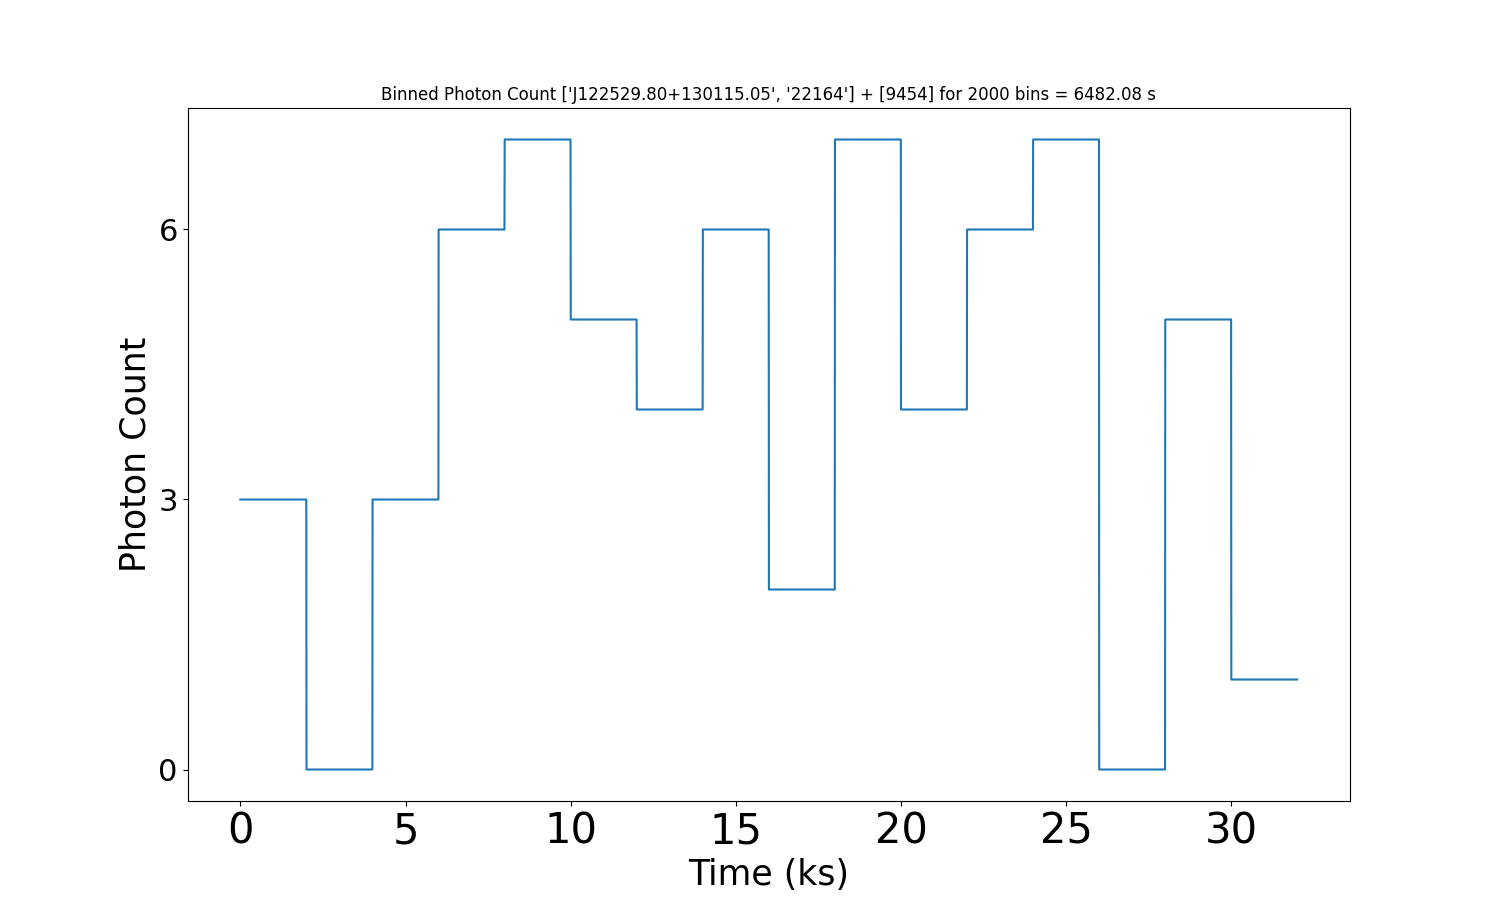 Binned Photon Count ['J122529.80+130115.05', '22164'] + [9454] for 2000 bins = 6482.08 s
6
3
0
Photon Count
0 5 10 15 20 25 30
Time (ks)